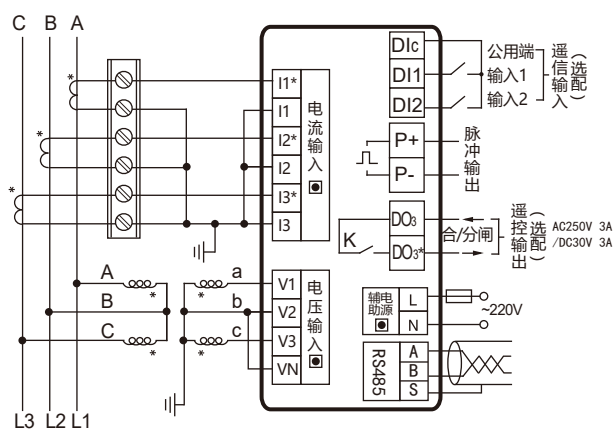 C B A
*
*
*
I1*
I1
I2*
I2
I3*
I3
电流输入
A
B
C
*
*
a
b
c
*
*
V1
V2
V3
VN
电压输入
L3 L2 L1
DIc
DI1
DI2
公用端
输入1
输入2
遥信输入
(选配)
P+
P-
脉冲输出
K
DO3
DO3*
合/分闸
遥控输出
(选配)
AC250V 3A
/DC30V 3A
辅助电源
L
N
~220V
RS485
A
B
S